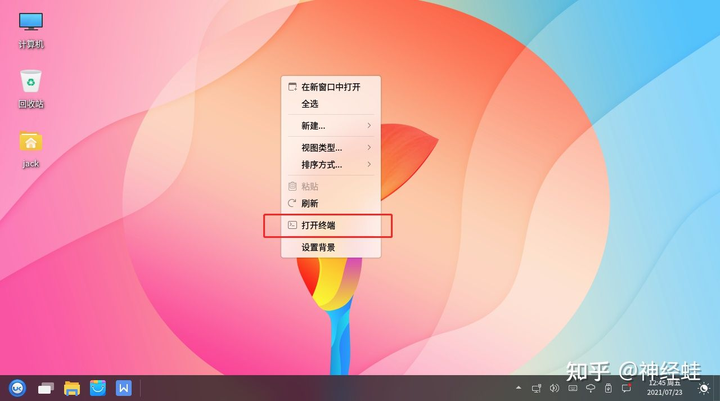 计算机
回收站
jack
在新窗口中打开
全选
新建...
视图类型...
排序方式...
粘贴
刷新
打开终端
设置背景
UK
W
知乎 @神经蛙
12:45 周五
2021/07/23